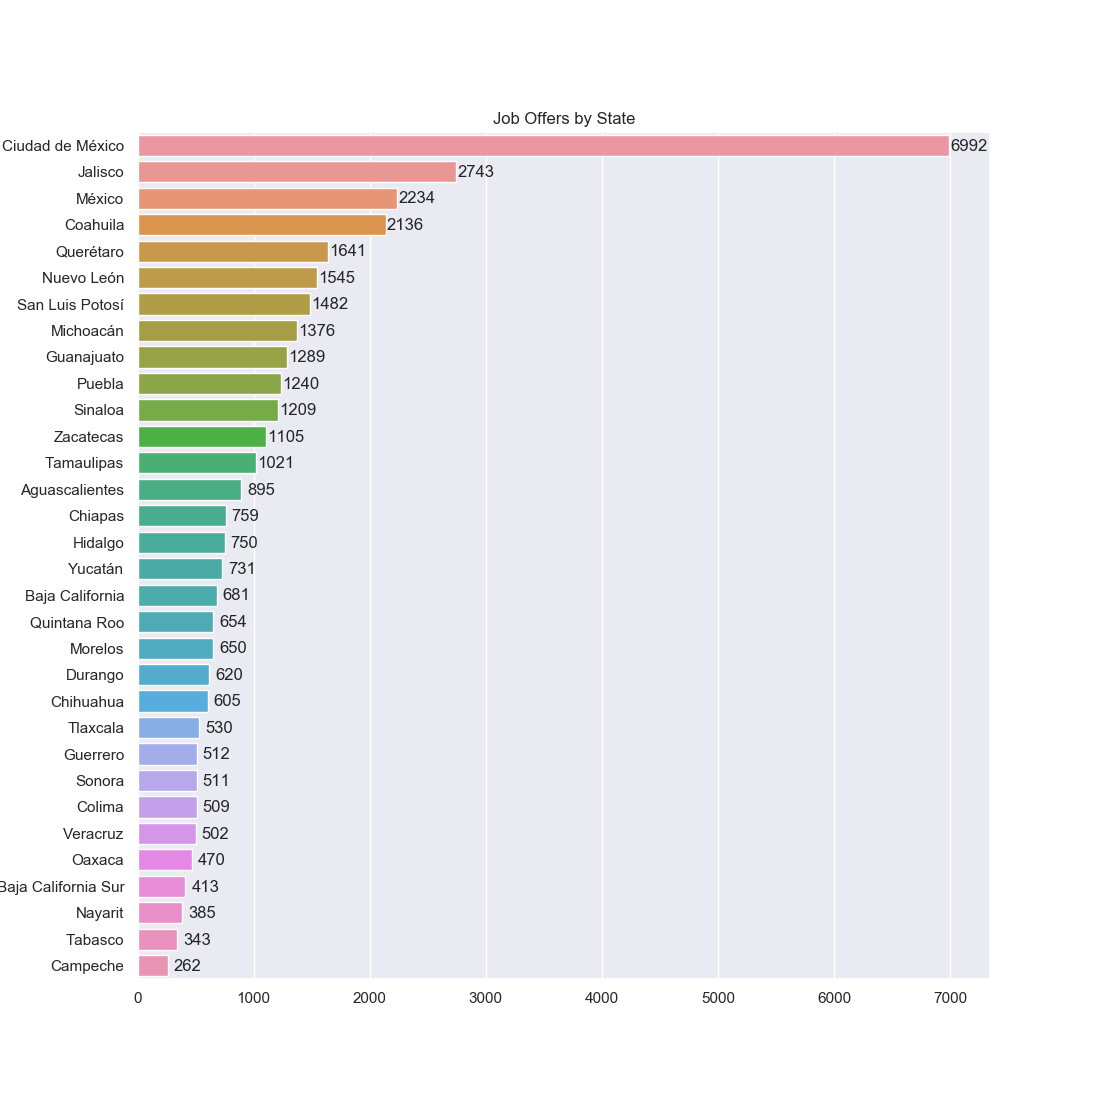 Job Offers by State
Ciudad de México 6992
Jalisco 2743
México 2234
Coahuila 2136
Querétaro 1641
Nuevo León 1545
San Luis Potosí 1482
Michoacán 1376
Guanajuato 1289
Puebla 1240
Sinaloa 1209
Zacatecas 1105
Tamaulipas 1021
Aguascalientes 895
Chiapas 759
Hidalgo 750
Yucatán 731
Baja California 681
Quintana Roo 654
Morelos 650
Durango 620
Chihuahua 605
Tlaxcala 530
Guerrero 512
Sonora 511
Colima 509
Veracruz 502
Oaxaca 470
Baja California Sur 413
Nayarit 385
Tabasco 343
Campeche 262
0 1000 2000 3000 4000 5000 6000 7000